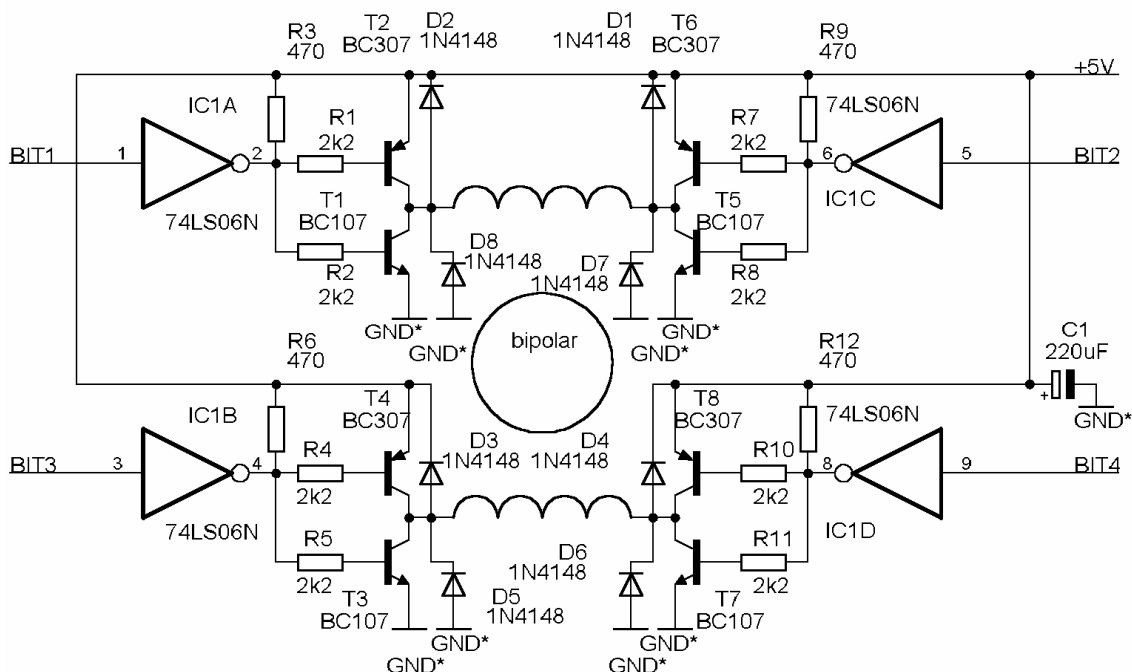 R3
470
T2
BC307
D2
1N4148
D1
1N4148
T6
BC307
R9
470
+5V
IC1A
R1
2k2
R7
2k2
74LS06N
BIT1
1
2
6
5
BIT2
IC1C
74LS06N
T1
BC107
T5
BC107
R2
2k2
D8
1N4148
D7
1N4148
R8
2k2
GND*
GND*
GND*
GND*
bipolar
R6
470
R12
470
C1
220uF
+
GND*
IC1B
T4
BC307
T8
BC307
74LS06N
R4
2k2
D3
1N4148
D4
1N4148
R10
2k2
BIT3
3
4
8
9
BIT4
74LS06N
IC1D
R5
2k2
D6
1N4148
R11
2k2
T3
BC107
D5
1N4148
T7
BC107
GND*
GND*
GND*
GND*